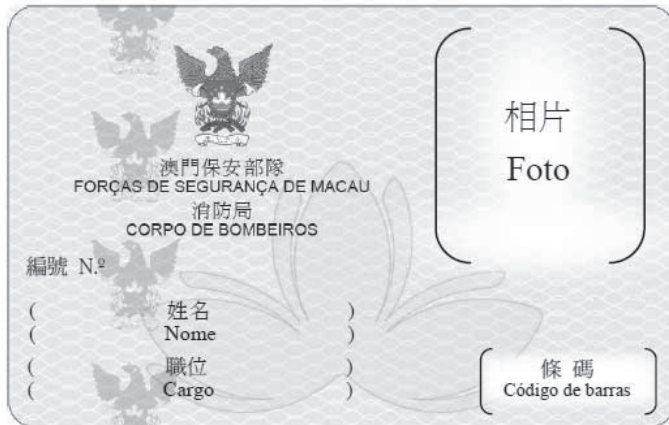 澳門保安部隊
FORÇAS DE SEGURANÇA DE MACAU
消防局
CORPO DE BOMBEIROS
相片
Foto
編號 N.º
( 姓名 )
( Nome )
( 職位 )
( Cargo )
條 碼
Código de barras